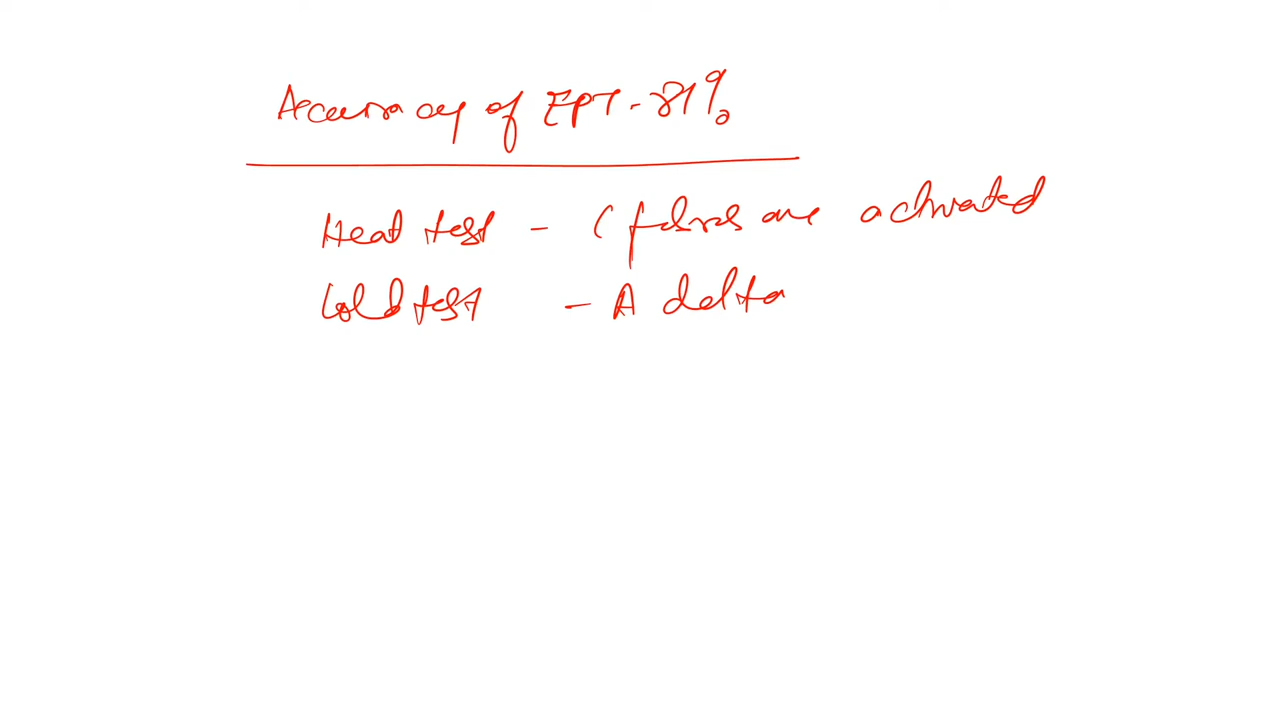 Accuracy of EPT - 81%
Heat test - C fibres are activated
Cold test - A delta